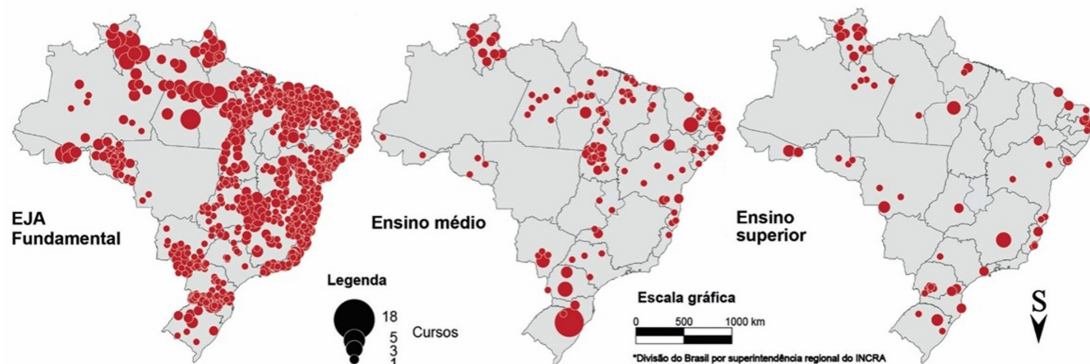 EJA
Fundamental
Ensino médio
Ensino
superior
Legenda
18
5
3
1
Cursos
Escala gráfica
0 500 1000 km
*Divisão do Brasil por superintendência regional do INCRA
S